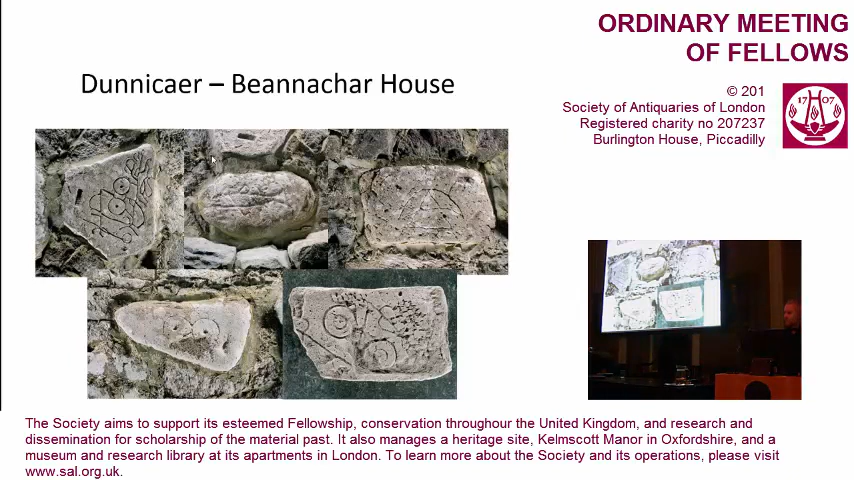 ORDINARY MEETING
OF FELLOWS
Dunnicaer – Beannachar House
© 201
Society of Antiquaries of London
Registered charity no 207237
Burlington House, Piccadilly
17 07
The Society aims to support its esteemed Fellowship, conservation throughour the United Kingdom, and research and
dissemination for scholarship of the material past. It also manages a heritage site, Kelmscott Manor in Oxfordshire, and a
museum and research library at its apartments in London. To learn more about the Society and its operations, please visit
www.sal.org.uk.